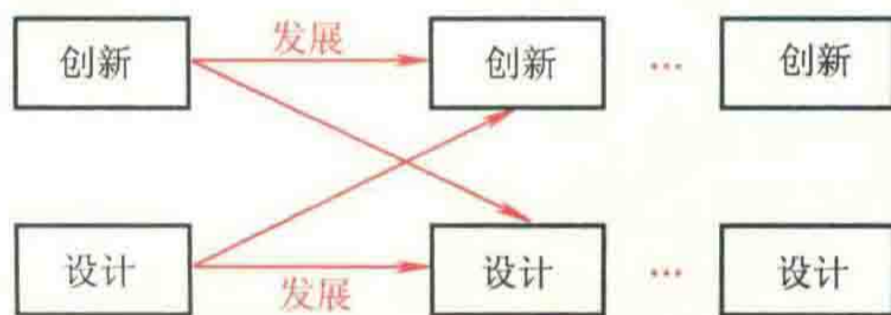 发展
创新 创新 … 创新
设计 设计 … 设计
发展